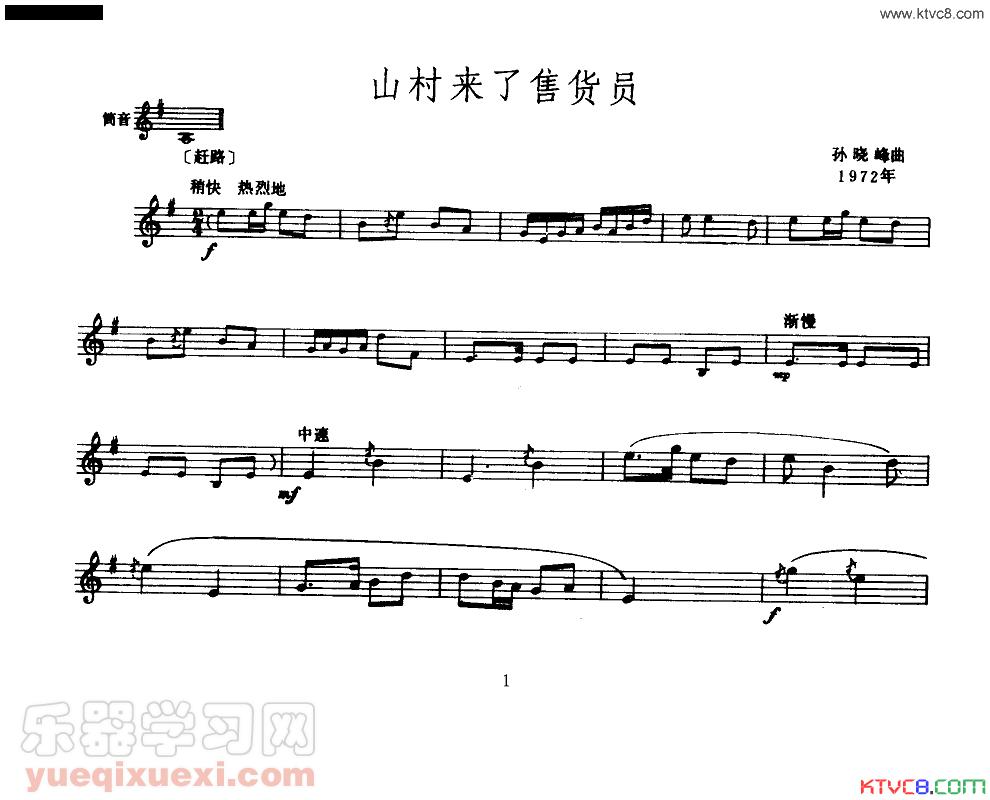 www.ktvc8.com
山村来了售货员
筒音
〔赶路〕
孙晓峰曲
1972年
稍快 热烈地
2/4
f
渐慢
mp
中速
mf
f
1
乐器学习网
yueqixuexi.com
KTVC8.COM